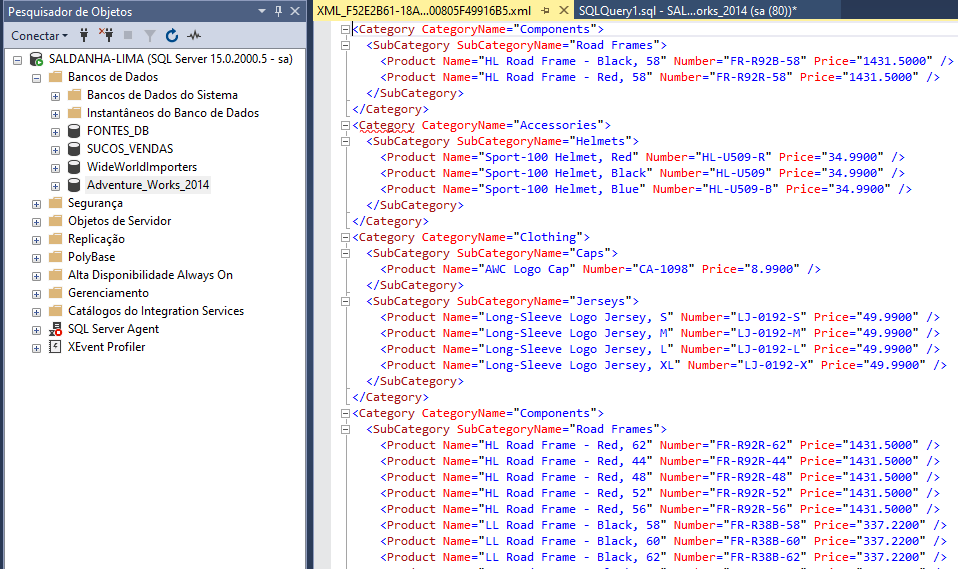 Pesquisador de Objetos
Conectar
SALDANHA-LIMA (SQL Server 15.0.2000.5 - sa)
Bancos de Dados
Bancos de Dados do Sistema
Instantâneos do Banco de Dados
FONTES_DB
SUCOS_VENDAS
WideWorldImporters
Adventure_Works_2014
Segurança
Objetos de Servidor
Replicação
PolyBase
Alta Disponibilidade Always On
Gerenciamento
Catálogos do Integration Services
SQL Server Agent
XEvent Profiler
XML_F52E2B61-18A...00805F49916B5.xml
SQLQuery1.sql - SAL...orks_2014 (sa (80))*
<Category CategoryName="Components">
<SubCategory SubCategoryName="Road Frames">
<Product Name="HL Road Frame - Black, 58" Number="FR-R92B-58" Price="1431.5000" />
<Product Name="HL Road Frame - Red, 58" Number="FR-R92R-58" Price="1431.5000" />
</SubCategory>
</Category>
<Category CategoryName="Accessories">
<SubCategory SubCategoryName="Helmets">
<Product Name="Sport-100 Helmet, Red" Number="HL-U509-R" Price="34.9900" />
<Product Name="Sport-100 Helmet, Black" Number="HL-U509" Price="34.9900" />
<Product Name="Sport-100 Helmet, Blue" Number="HL-U509-B" Price="34.9900" />
</SubCategory>
</Category>
<Category CategoryName="Clothing">
<SubCategory SubCategoryName="Caps">
<Product Name="AWC Logo Cap" Number="CA-1098" Price="8.9900" />
</SubCategory>
<SubCategory SubCategoryName="Jerseys">
<Product Name="Long-Sleeve Logo Jersey, S" Number="LJ-0192-S" Price="49.9900" />
<Product Name="Long-Sleeve Logo Jersey, M" Number="LJ-0192-M" Price="49.9900" />
<Product Name="Long-Sleeve Logo Jersey, L" Number="LJ-0192-L" Price="49.9900" />
<Product Name="Long-Sleeve Logo Jersey, XL" Number="LJ-0192-X" Price="49.9900" />
</SubCategory>
</Category>
<Category CategoryName="Components">
<SubCategory SubCategoryName="Road Frames">
<Product Name="HL Road Frame - Red, 62" Number="FR-R92R-62" Price="1431.5000" />
<Product Name="HL Road Frame - Red, 44" Number="FR-R92R-44" Price="1431.5000" />
<Product Name="HL Road Frame - Red, 48" Number="FR-R92R-48" Price="1431.5000" />
<Product Name="HL Road Frame - Red, 52" Number="FR-R92R-52" Price="1431.5000" />
<Product Name="HL Road Frame - Red, 56" Number="FR-R92R-56" Price="1431.5000" />
<Product Name="LL Road Frame - Black, 58" Number="FR-R38B-58" Price="337.2200" />
<Product Name="LL Road Frame - Black, 60" Number="FR-R38B-60" Price="337.2200" />
<Product Name="LL Road Frame - Black, 62" Number="FR-R38B-62" Price="337.2200" />